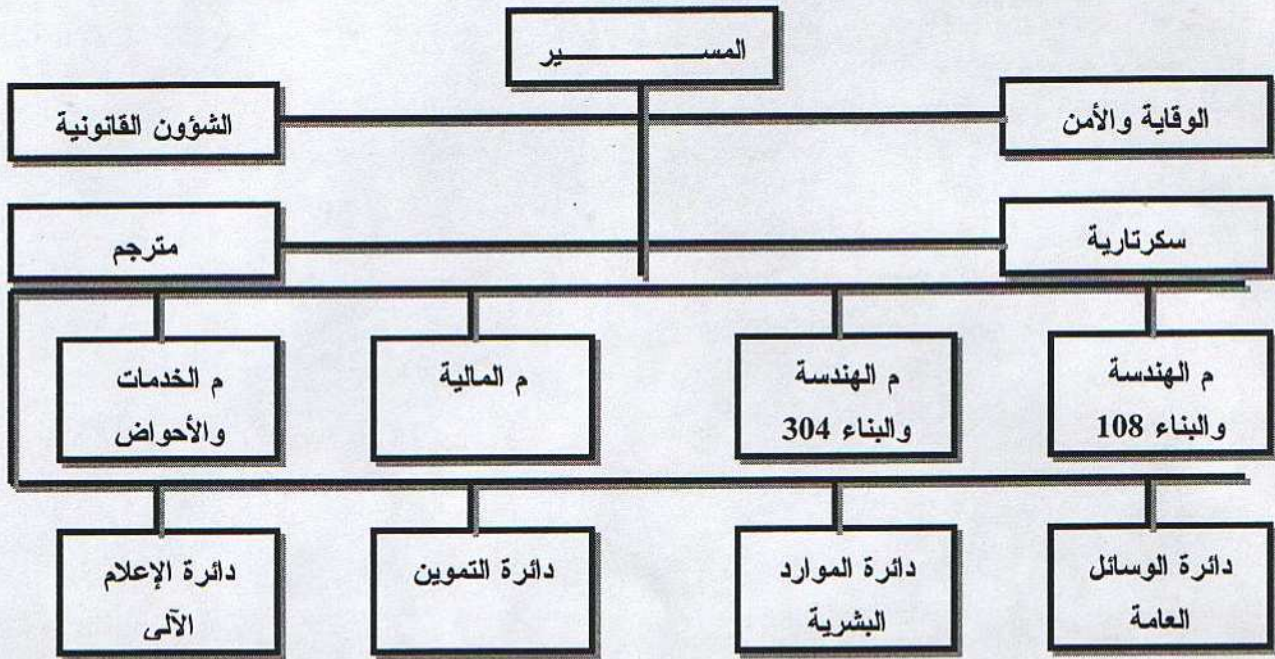 المســـــــــــير
الوقاية والأمن
الشؤون القانونية
سكرتارية
مترجم
م الهندسة
والبناء 108
م الهندسة
والبناء 304
م المالية
م الخدمات
والأحواض
دائرة الوسائل
العامة
دائرة الموارد
البشرية
دائرة التموين
دائرة الإعلام
الآلى